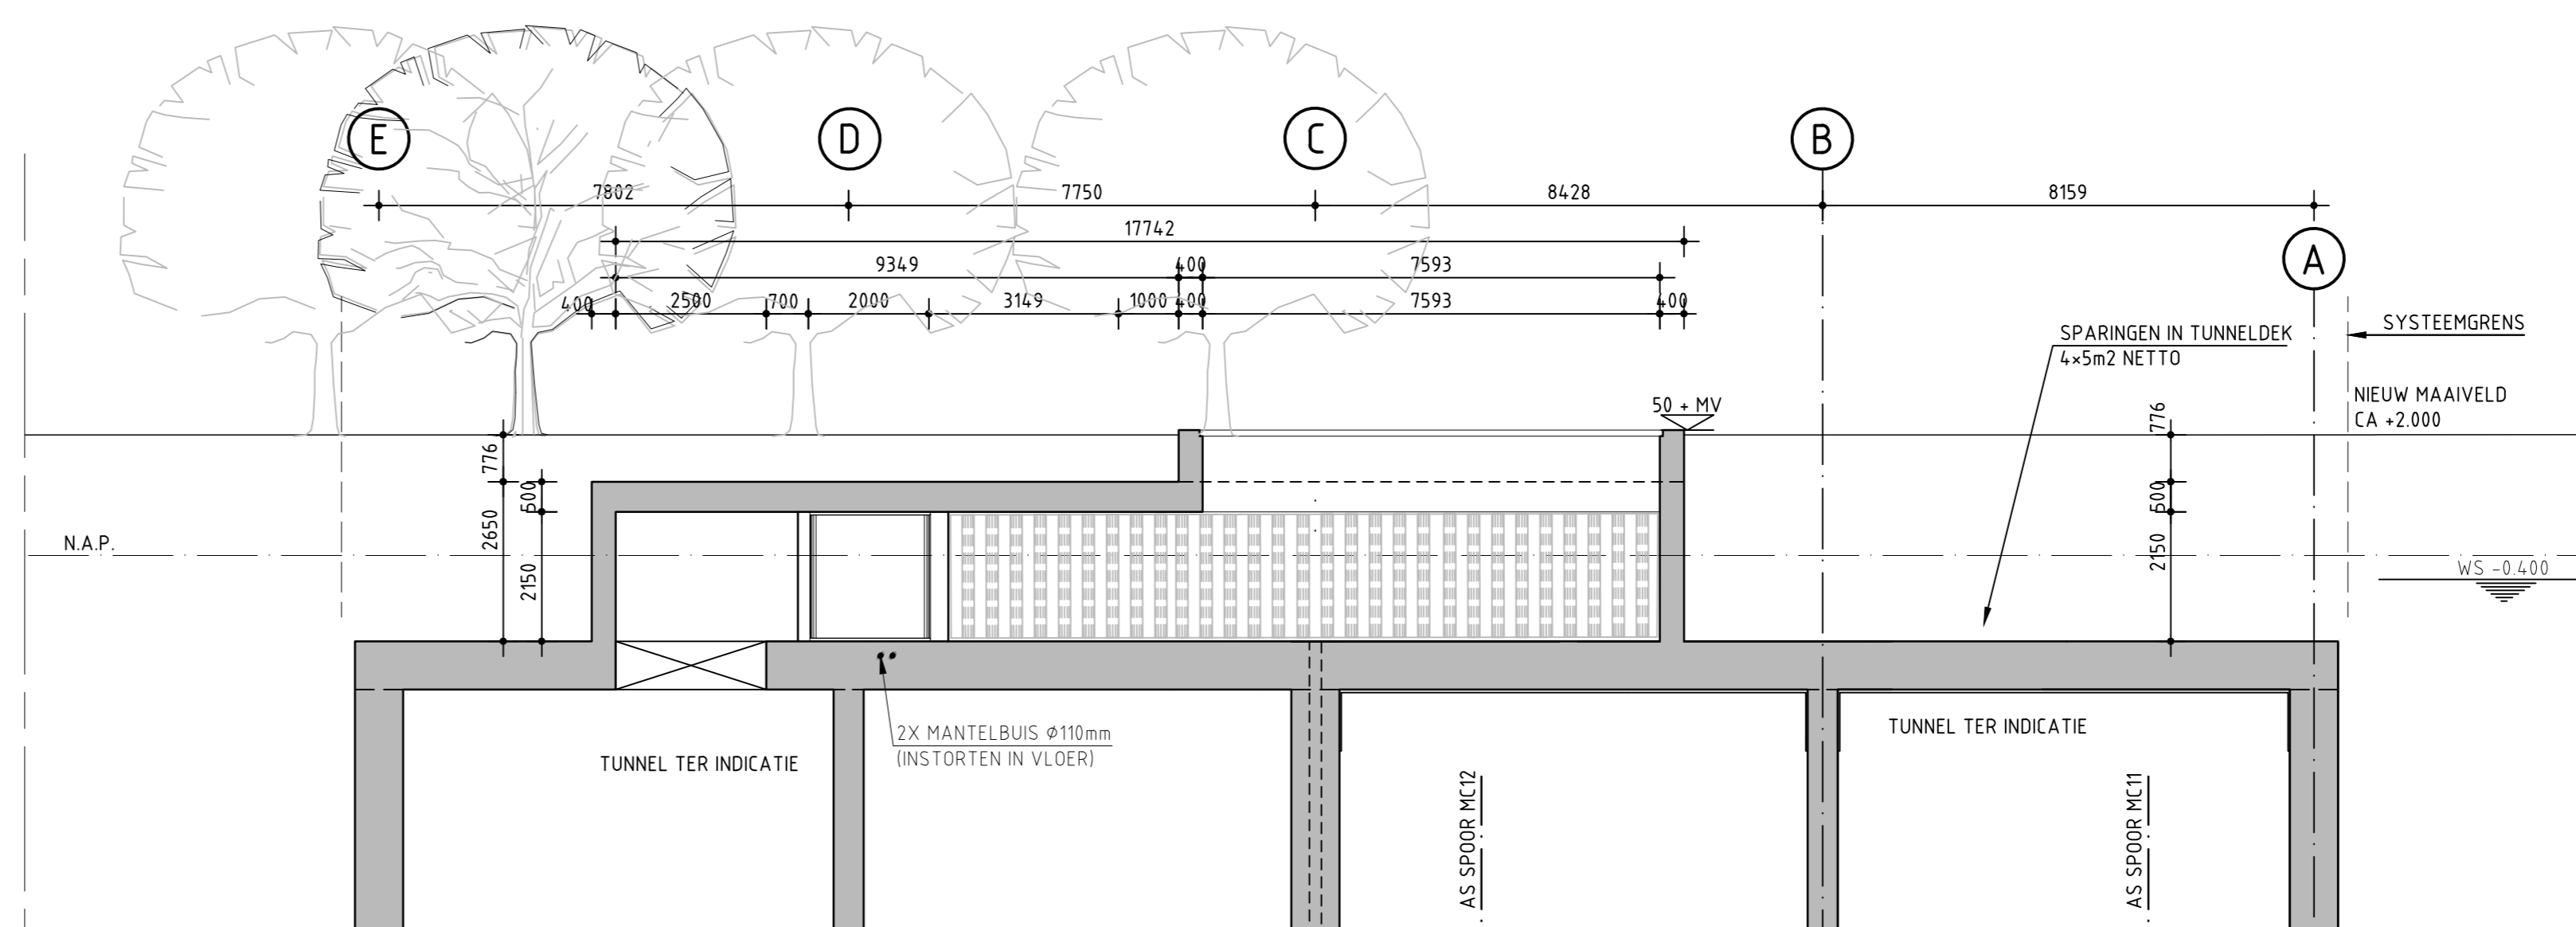 E
D
C
B
7802
7750
8428
8159
17742
A
9349
400
7593
400
2500
700
2000
3149
1000
400
7593
400
SYSTEEMGRENS
SPARINGEN IN TUNNELDEK
4×5m2 NETTO
NIEUW MAAIVELD
CA +2.000
50 + MV
776
776
500
500
2650
2150
2150
N.A.P.
WS -0.400
2X MANTELBUIS Ø110mm
(INSTORTEN IN VLOER)
TUNNEL TER INDICATIE
TUNNEL TER INDICATIE
AS SPOOR MC12
AS SPOOR MC11